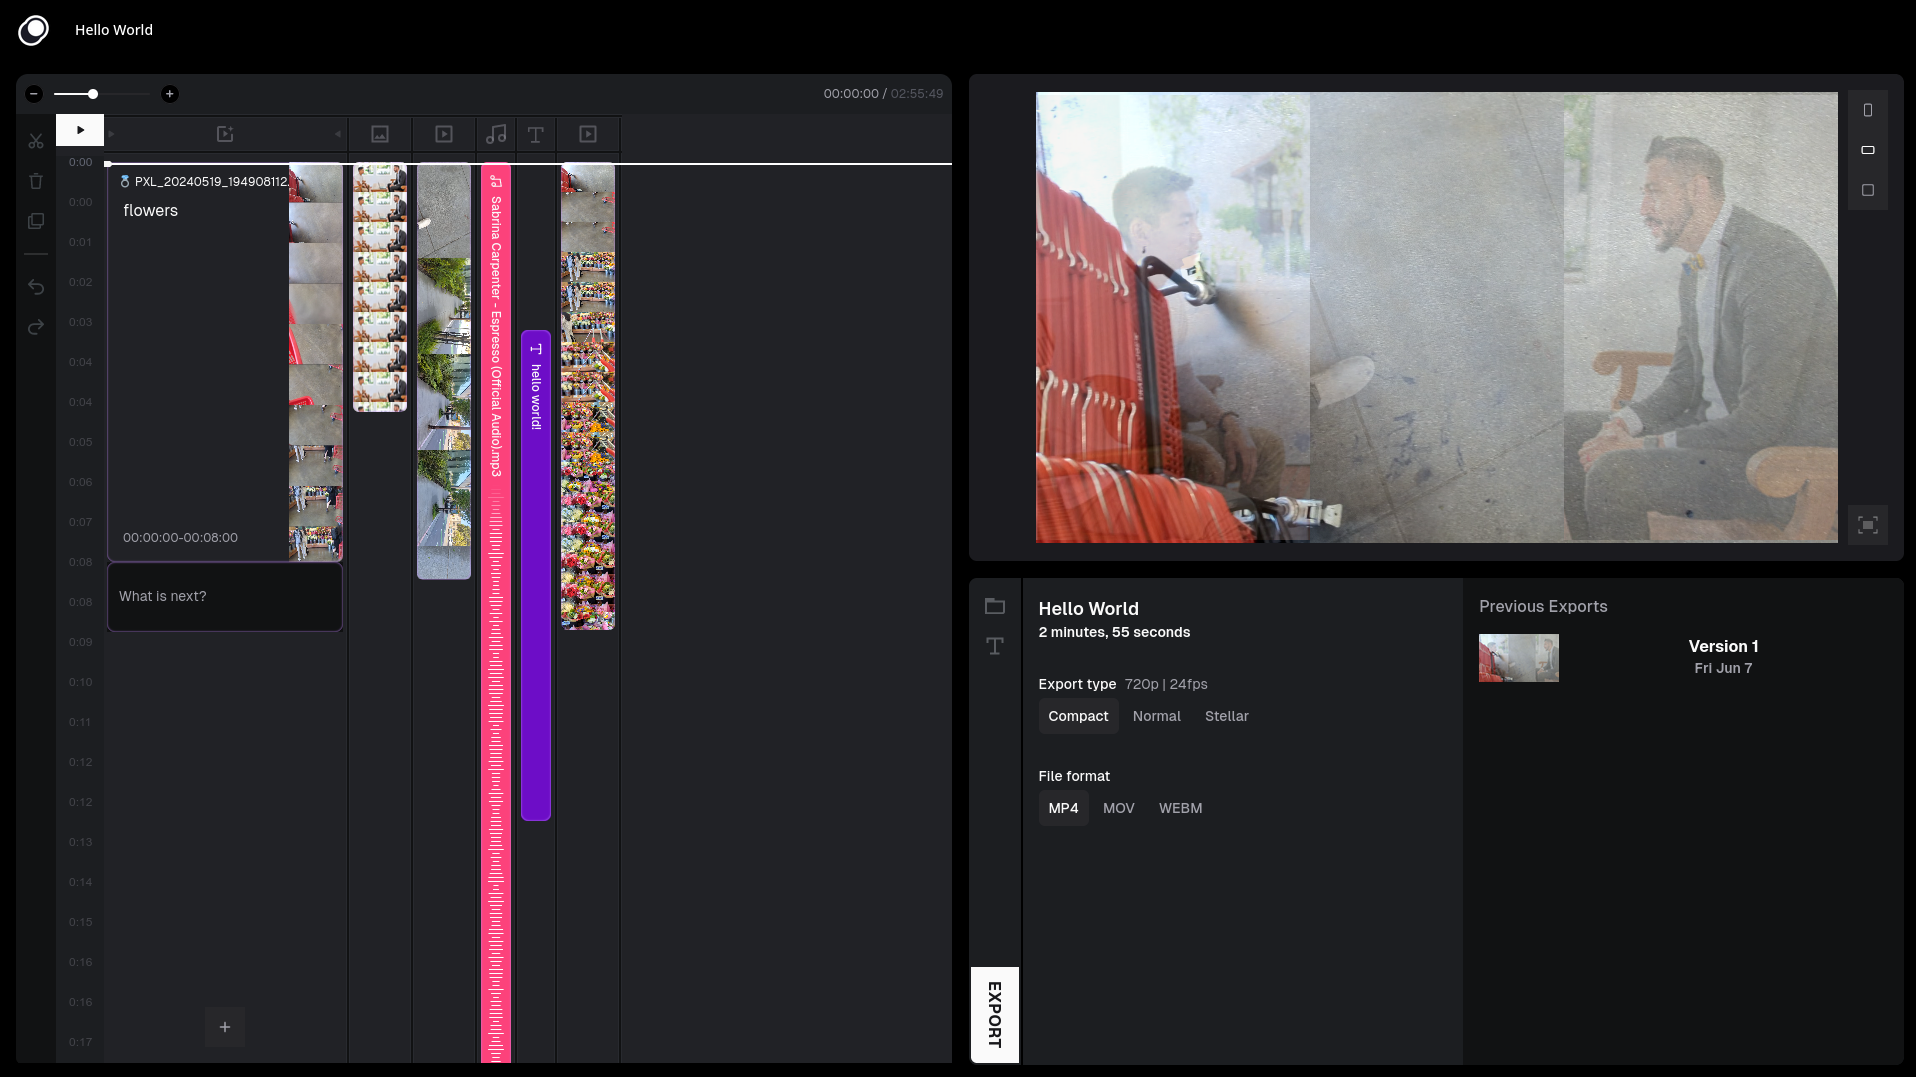 Hello World
00:00:00 / 02:55:49
0:00
PXL_20240519_194908112.
flowers
0:00
0:01
0:02
0:03
0:04
0:04
0:05
0:06
0:07
00:00:00-00:08:00
0:08
What is next?
0:08
0:09
0:10
0:11
0:12
0:12
0:13
0:14
0:15
0:16
0:16
0:17
Sabrina Carpenter - Espresso (Official Audio).mp3
hello world!
EXPORT
Hello World
2 minutes, 55 seconds
Export type 720p | 24fps
Compact Normal Stellar
File format
MP4 MOV WEBM
Previous Exports
Version 1
Fri Jun 7